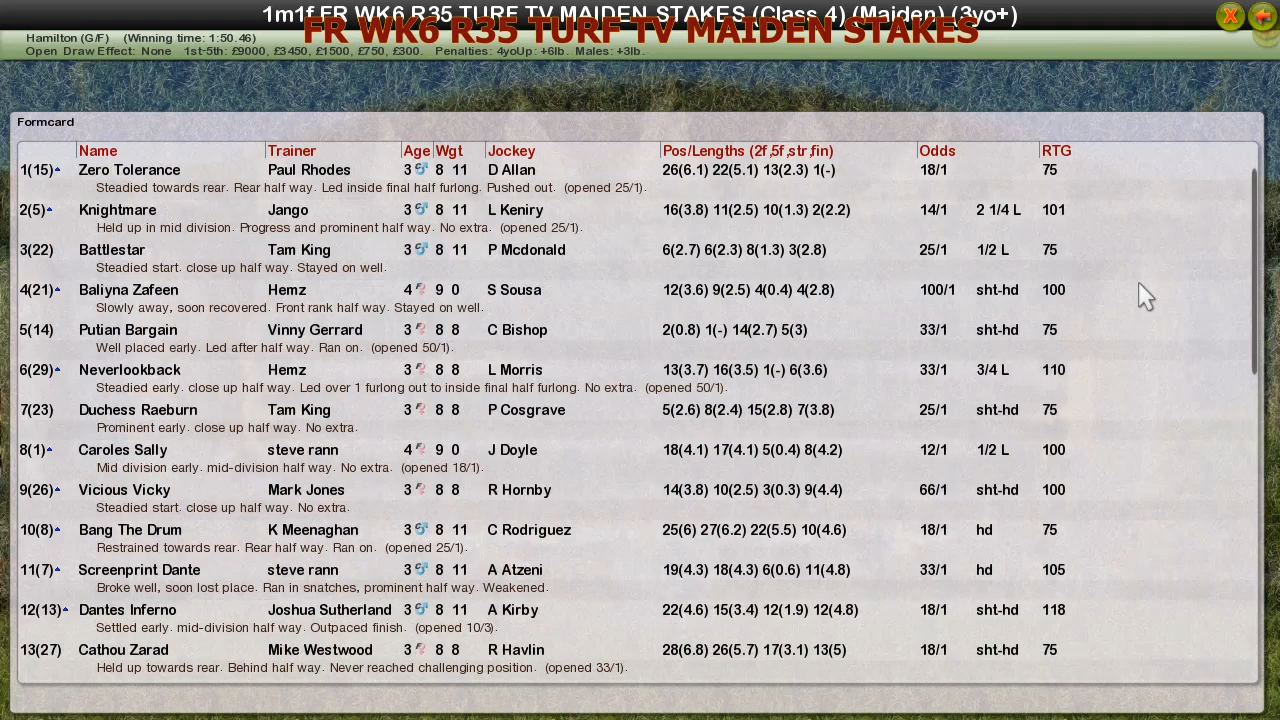 1m1f FR WK6 R35 TURF TV MAIDEN STAKES (Class 4) (Maiden) (3yo+)
FR WK6 R35 TURF TV MAIDEN STAKES
Hamilton (G/F) (Winning time: 1:50.46)
Open Draw Effect: None 1st-5th: £9000, £3450, £1500, £750, £300. Penalties: 4yoUp: +6lb. Males: +3lb.
Formcard
Name Trainer Age Wgt Jockey Pos/Lengths (2f,5f,str,fin) Odds RTG
1(15) Zero Tolerance Paul Rhodes 3 8 11 D Allan 26(6.1) 22(5.1) 13(2.3) 1(-) 18/1 75
Steadied towards rear. Rear half way. Led inside final half furlong. Pushed out. (opened 25/1).
2(5) Knightmare Jango 3 8 11 L Keniry 16(3.8) 11(2.5) 10(1.3) 2(2.2) 14/1 2 1/4 L 101
Held up in mid division. Progress and prominent half way. No extra. (opened 25/1).
3(22) Battlestar Tam King 3 8 11 P Mcdonald 6(2.7) 6(2.3) 8(1.3) 3(2.8) 25/1 1/2 L 75
Steadied start. close up half way. Stayed on well.
4(21) Baliyna Zafeen Hemz 4 9 0 S Sousa 12(3.6) 9(2.5) 4(0.4) 4(2.8) 100/1 sht-hd 100
Slowly away, soon recovered. Front rank half way. Stayed on well.
5(14) Putian Bargain Vinny Gerrard 3 8 8 C Bishop 2(0.8) 1(-) 14(2.7) 5(3) 33/1 sht-hd 75
Well placed early. Led after half way. Ran on. (opened 50/1).
6(29) Neverlookback Hemz 3 8 8 L Morris 13(3.7) 16(3.5) 1(-) 6(3.6) 33/1 3/4 L 110
Steadied early. close up half way. Led over 1 furlong out to inside final half furlong. No extra. (opened 50/1).
7(23) Duchess Raeburn Tam King 3 8 8 P Cosgrave 5(2.6) 8(2.4) 15(2.8) 7(3.8) 25/1 sht-hd 75
Prominent early. close up half way. No extra.
8(1) Caroles Sally steve rann 4 9 0 J Doyle 18(4.1) 17(4.1) 5(0.4) 8(4.2) 12/1 1/2 L 100
Mid division early. mid-division half way. No extra. (opened 18/1).
9(26) Vicious Vicky Mark Jones 3 8 8 R Hornby 14(3.8) 10(2.5) 3(0.3) 9(4.4) 66/1 sht-hd 100
Steadied start. close up half way. No extra.
10(8) Bang The Drum K Meenaghan 3 8 11 C Rodriguez 25(6) 27(6.2) 22(5.5) 10(4.6) 18/1 hd 75
Restrained towards rear. Rear half way. Ran on. (opened 25/1).
11(7) Screenprint Dante steve rann 3 8 11 A Atzeni 19(4.3) 18(4.3) 6(0.6) 11(4.8) 33/1 hd 105
Broke well, soon lost place. Ran in snatches, prominent half way. Weakened.
12(13) Dantes Inferno Joshua Sutherland 3 8 11 A Kirby 22(4.6) 15(3.4) 12(1.9) 12(4.8) 18/1 sht-hd 118
Settled early. mid-division half way. Outpaced finish. (opened 10/3).
13(27) Cathou Zarad Mike Westwood 3 8 8 R Havlin 28(6.8) 26(5.7) 17(3.1) 13(5) 18/1 sht-hd 75
Held up towards rear. Behind half way. Never reached challenging position. (opened 33/1).